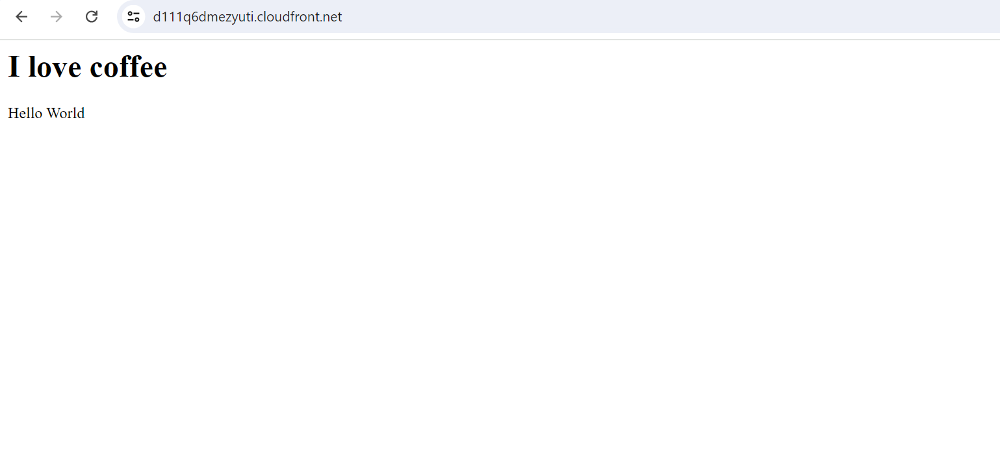 d111q6dmezyuti.cloudfront.net
I love coffee
Hello World